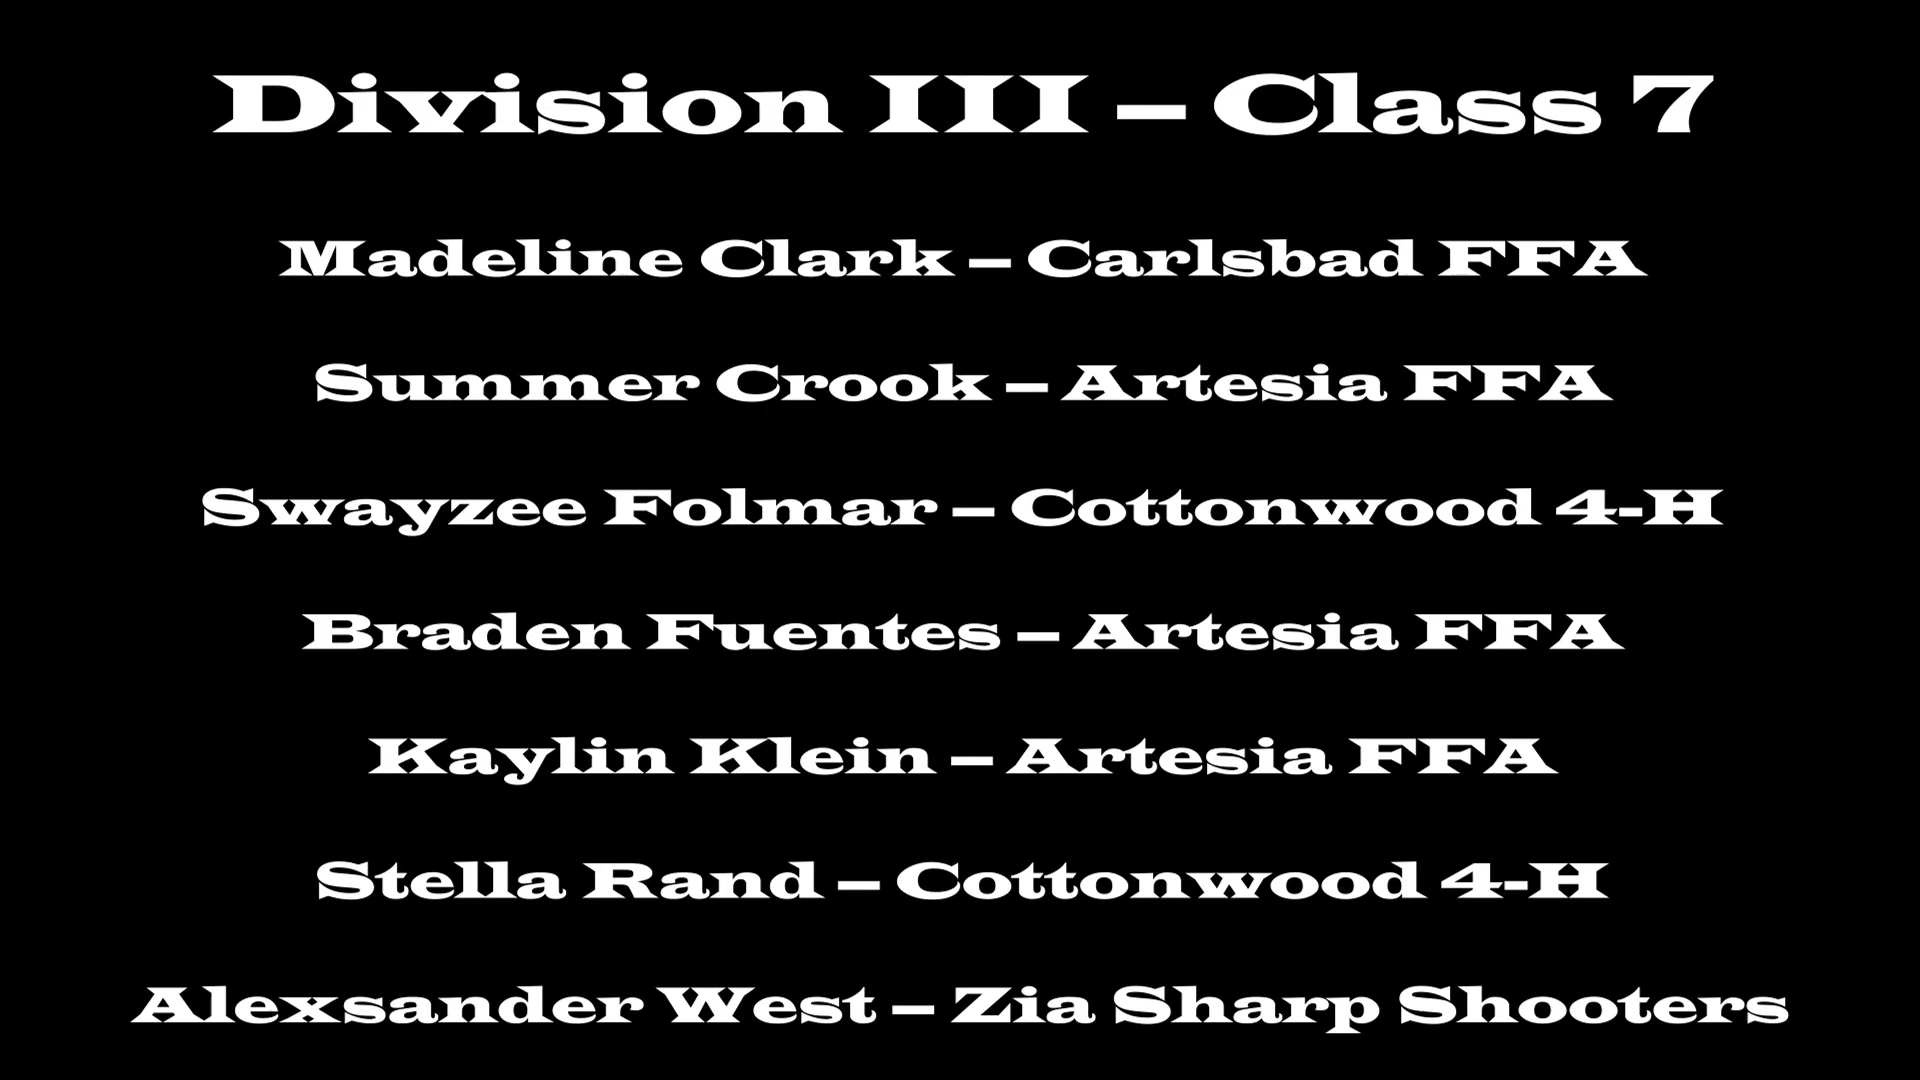 Division III – Class 7
Madeline Clark – Carlsbad FFA
Summer Crook – Artesia FFA
Swayzee Folmar – Cottonwood 4-H
Braden Fuentes – Artesia FFA
Kaylin Klein – Artesia FFA
Stella Rand – Cottonwood 4-H
Alexsander West – Zia Sharp Shooters